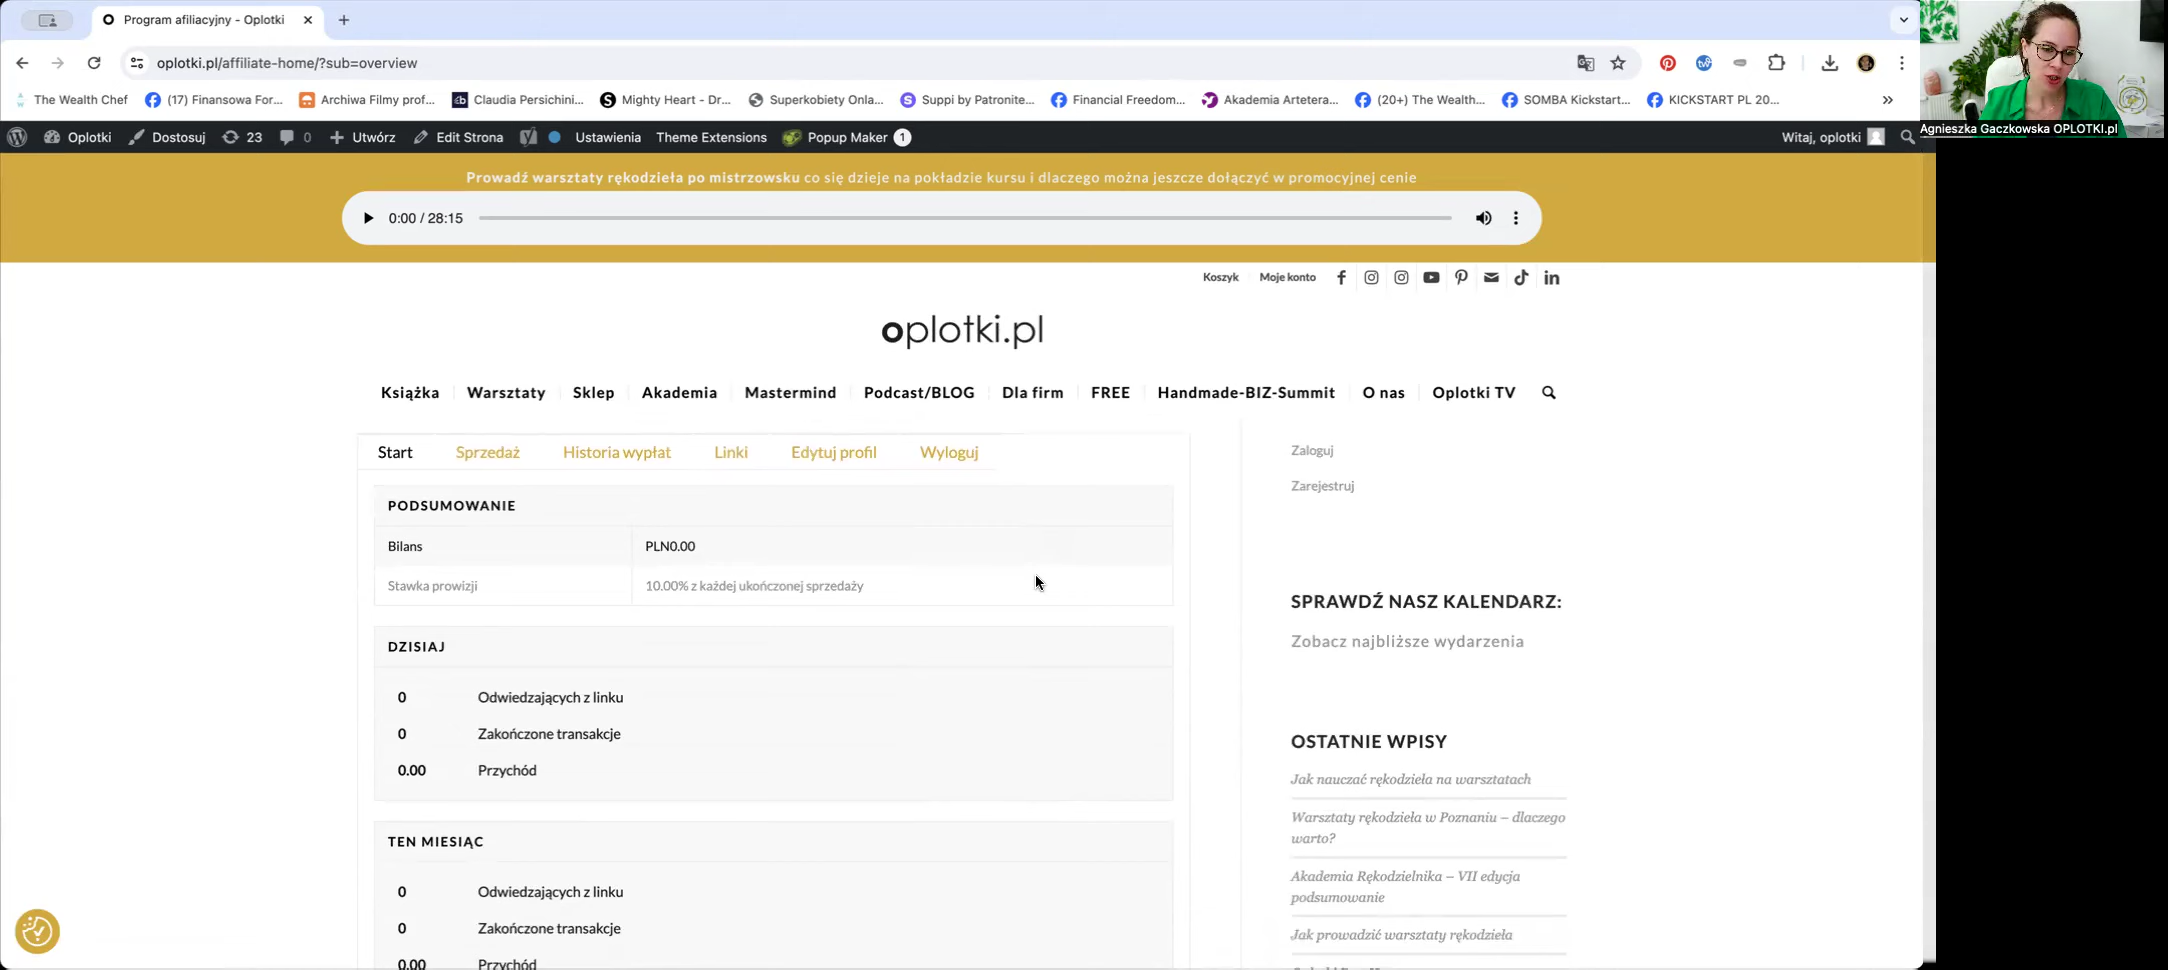 Program afiliacyjny - Oplotki
oplotki.pl/affiliate-home/?sub=overview
The Wealth Chef
(17) Finansowa For...
Archiwa Filmy prof...
Claudia Persichini...
Mighty Heart - Dr...
Superkobiety Onla...
Suppi by Patronite...
Financial Freedom...
Akademia Artetera...
(20+) The Wealth...
SOMBA Kickstart...
KICKSTART PL 20...
Agnieszka Gaczkowska OPLOTKI.pl
Oplotki
Dostosuj
23
0
Utwórz
Edit Strona
Ustawienia
Theme Extensions
Popup Maker
1
Witaj, oplotki
Prowadź warsztaty rękodzieła po mistrzowsku co się dzieje na pokładzie kursu i dlaczego można jeszcze dołączyć w promocyjnej cenie
0:00 / 28:15
Koszyk
Moje konto
oplotki.pl
Książka
Warsztaty
Sklep
Akademia
Mastermind
Podcast/BLOG
Dla firm
FREE
Handmade-BIZ-Summit
O nas
Oplotki TV
Start
Sprzedaż
Historia wypłat
Linki
Edytuj profil
Wyloguj
PODSUMOWANIE
Bilans
PLN0.00
Stawka prowizji
10.00% z każdej ukończonej sprzedaży
DZISIAJ
0 Odwiedzających z linku
0 Zakończone transakcje
0.00 Przychód
TEN MIESIĄC
0 Odwiedzających z linku
0 Zakończone transakcje
0.00 Przychód
Zaloguj
Zarejestruj
SPRAWDŹ NASZ KALENDARZ:
Zobacz najbliższe wydarzenia
OSTATNIE WPISY
Jak nauczać rękodzieła na warsztatach
Warsztaty rękodzieła w Poznaniu – dlaczego
warto?
Akademia Rękodzielnika – VII edycja
podsumowanie
Jak prowadzić warsztaty rękodzieła